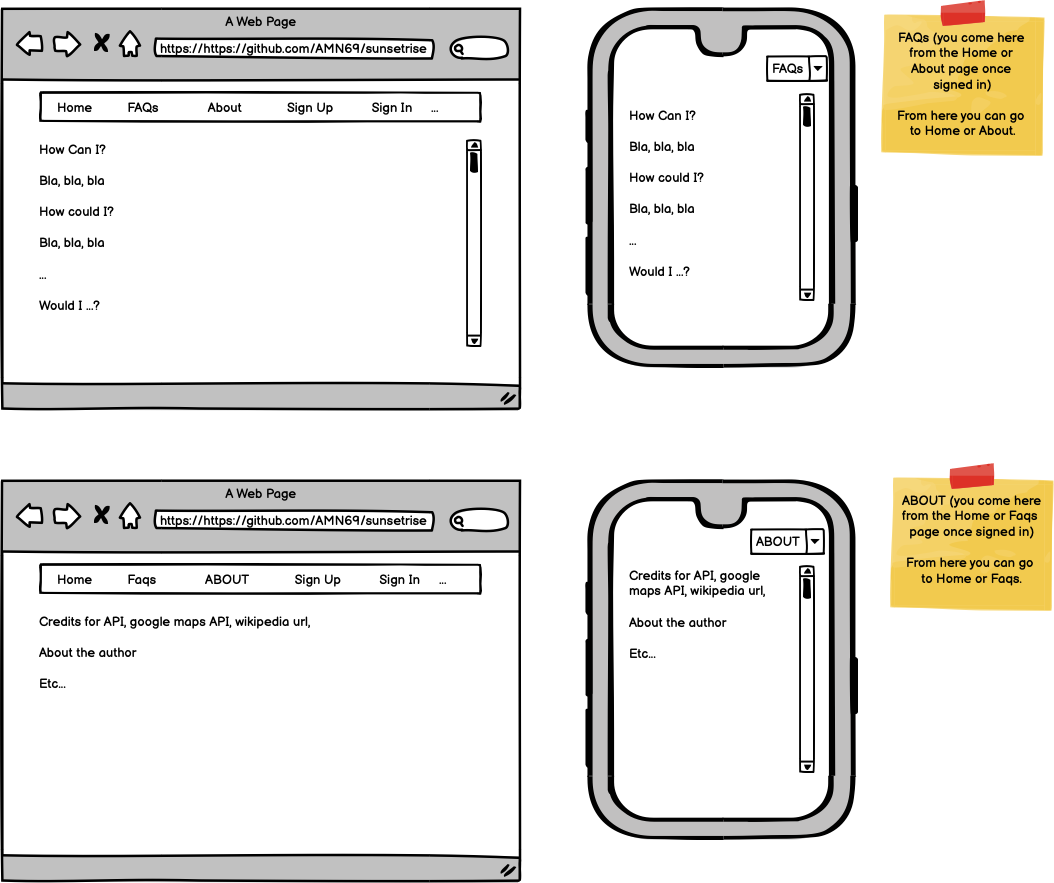 A Web Page
https://https://github.com/AMN69/sunsetrise
Home FAQs About Sign Up Sign In ...
How Can I?
Bla, bla, bla
How could I?
Bla, bla, bla
...
Would I ...?
FAQs
How Can I?
Bla, bla, bla
How could I?
Bla, bla, bla
...
Would I ...?
FAQs (you come here
from the Home or
About page once
signed in)
From here you can go
to Home or About.
A Web Page
https://https://github.com/AMN69/sunsetrise
Home Faqs ABOUT Sign Up Sign In ...
Credits for API, google maps API, wikipedia url,
About the author
Etc...
ABOUT
Credits for API, google
maps API, wikipedia url,
About the author
Etc...
ABOUT (you come here
from the Home or Faqs
page once signed in)
From here you can go
to Home or Faqs.